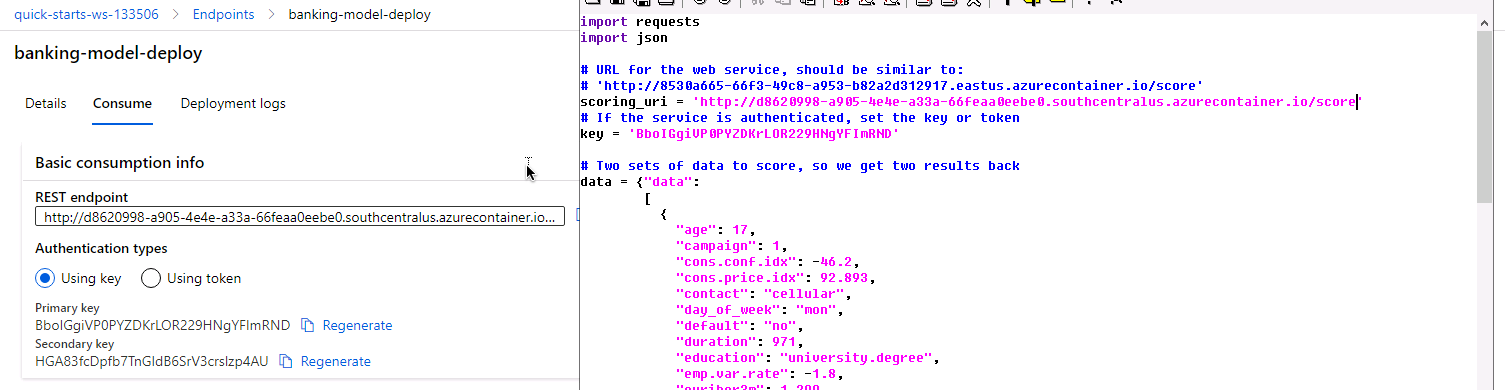 quick-starts-ws-133506 > Endpoints > banking-model-deploy
banking-model-deploy
Details Consume Deployment logs
Basic consumption info
REST endpoint
http://d8620998-a905-4e4e-a33a-66feaa0eebe0.southcentralus.azurecontainer.io...
Authentication types
Using key Using token
Primary key
BboIGgiVP0PYZDKrLOR229HNgYFImRND Regenerate
Secondary key
HGA83fcDpfb7TnGIdB6SrV3crsIzp4AU Regenerate
import requests
import json
# URL for the web service, should be similar to:
# 'http://8530a665-66f3-49c8-a953-b82a2d312917.eastus.azurecontainer.io/score'
scoring_uri = 'http://d8620998-a905-4e4e-a33a-66feaa0eebe0.southcentralus.azurecontainer.io/score'
# If the service is authenticated, set the key or token
key = 'BboIGgiVP0PYZDKrLOR229HNgYFImRND'
# Two sets of data to score, so we get two results back
data = {"data":
[
{
"age": 17,
"campaign": 1,
"cons.conf.idx": -46.2,
"cons.price.idx": 92.893,
"contact": "cellular",
"day_of_week": "mon",
"default": "no",
"duration": 971,
"education": "university.degree",
"emp.var.rate": -1.8,
"euribor3m": 1.299,